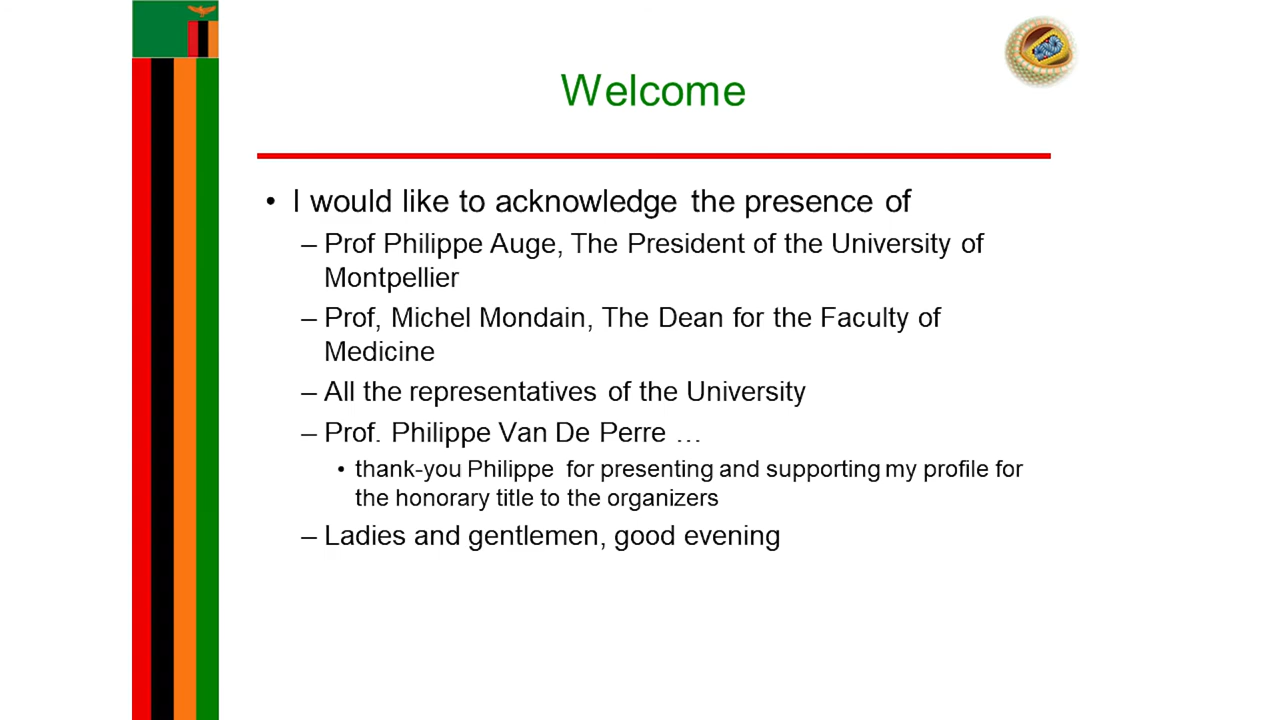 Welcome
• I would like to acknowledge the presence of
– Prof Philippe Auge, The President of the University of
Montpellier
– Prof, Michel Mondain, The Dean for the Faculty of
Medicine
– All the representatives of the University
– Prof. Philippe Van De Perre …
• thank-you Philippe for presenting and supporting my profile for
the honorary title to the organizers
– Ladies and gentlemen, good evening